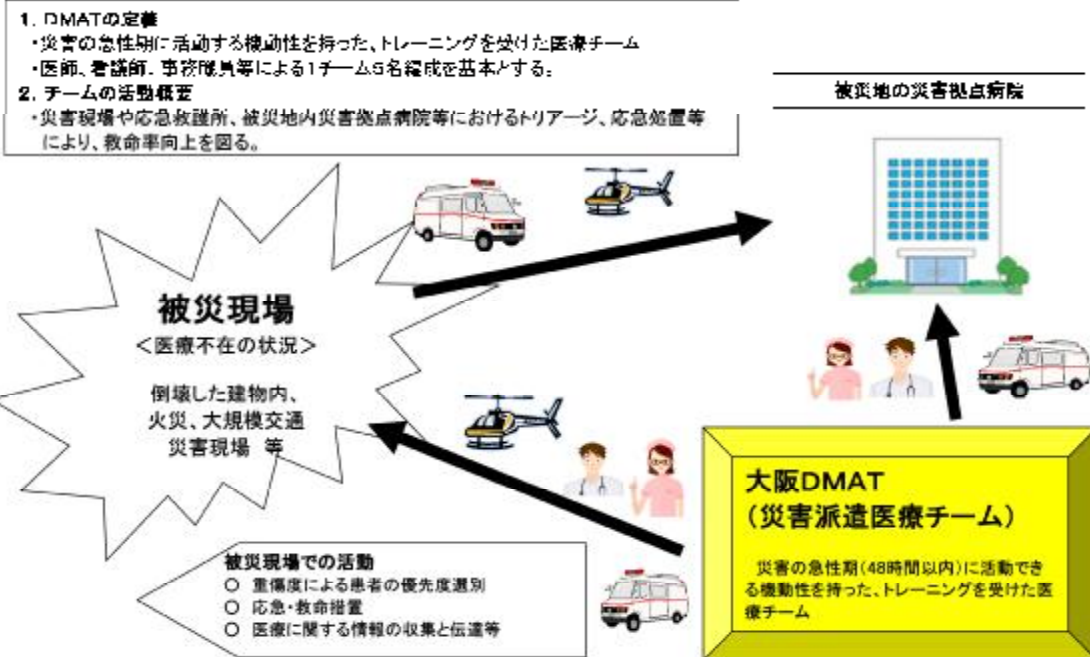 1. DMATの定義
・災害の急性期に活動する機動性を持った、トレーニングを受けた医療チーム
・医師、看護師、事務職員等による1チーム5名編成を基本とする。
2. チームの活動概要
・災害現場や応急救護所、被災地内災害拠点病院等におけるトリアージ、応急処置等
により、救命率向上を図る。
被災地の災害拠点病院
被災現場
＜医療不在の状況＞
倒壊した建物内、
火災、大規模交通
災害現場 等
大阪DMAT
（災害派遣医療チーム）
災害の急性期(48時間以内)に活動でき
る機動性を持った、トレーニングを受けた医
療チーム
被災現場での活動
○ 重傷度による患者の優先度選別
○ 応急・救命措置
○ 医療に関する情報の収集と伝達等